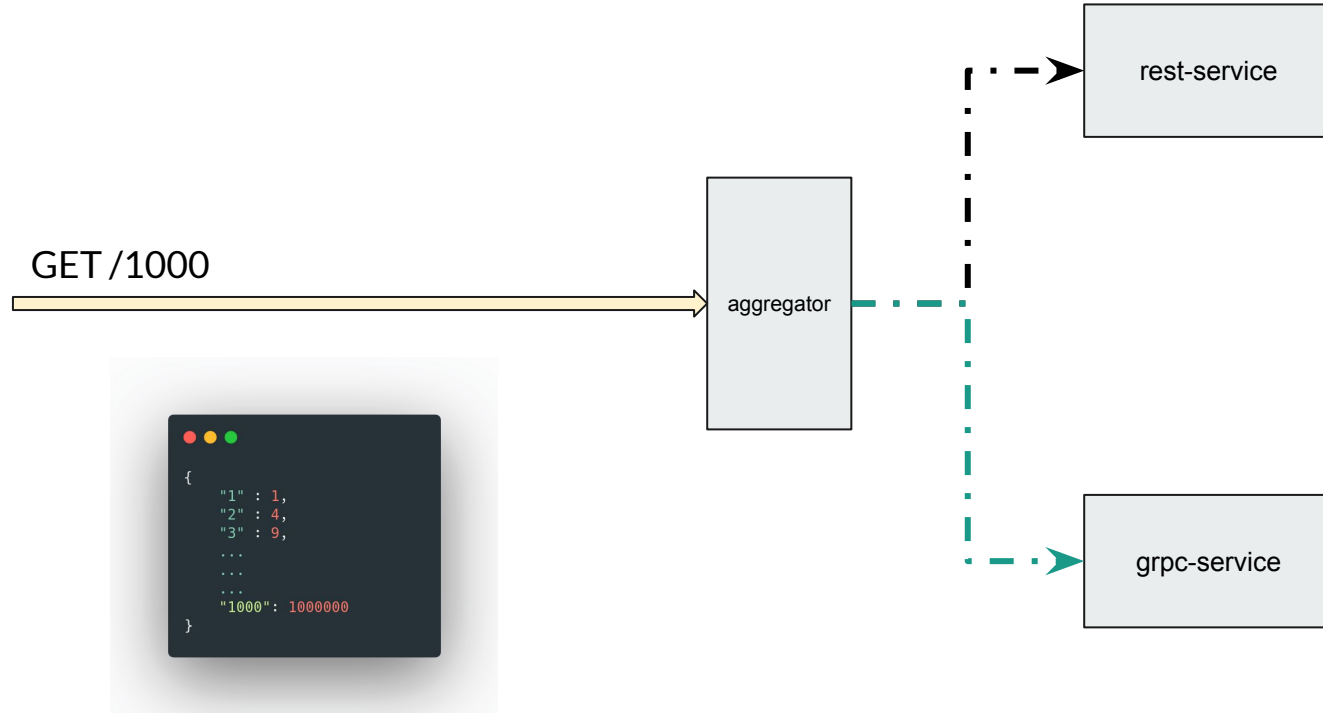 rest-service
GET /1000
aggregator
{
"1" : 1,
"2" : 4,
"3" : 9,
...
...
...
"1000": 1000000
}
grpc-service